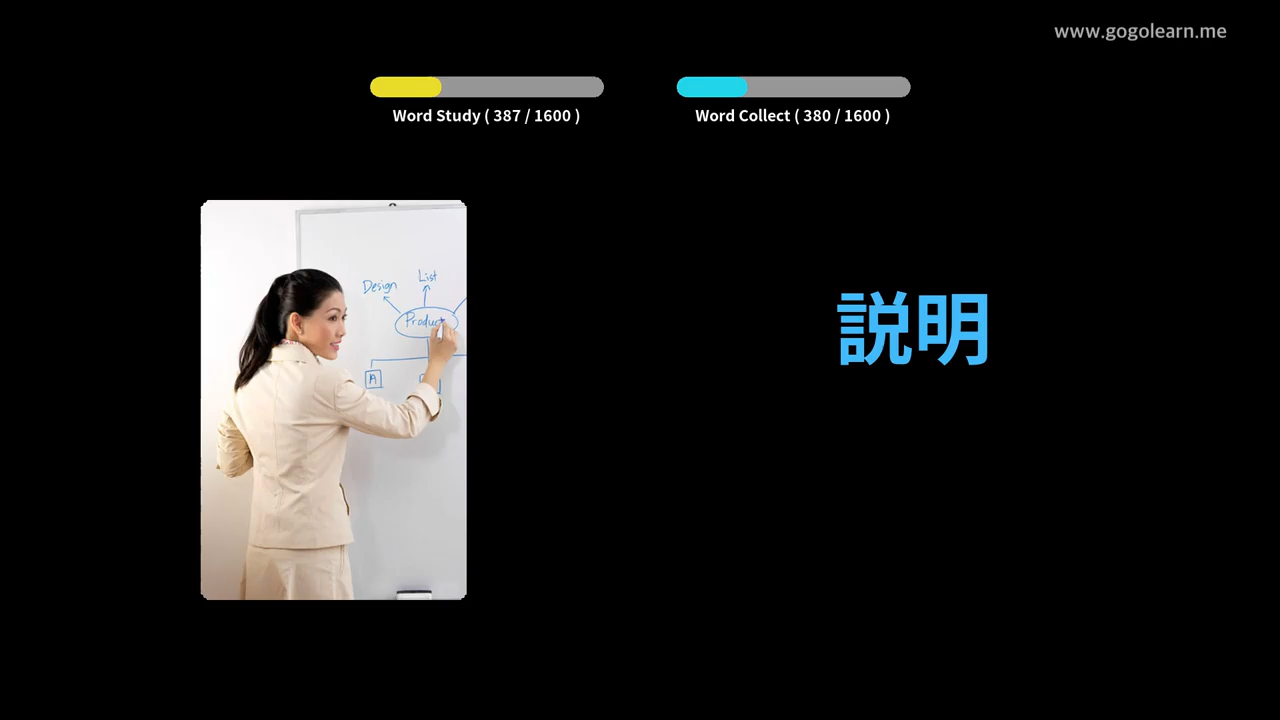 www.gogolearn.me
Word Study ( 387 / 1600 )
Word Collect ( 380 / 1600 )
List
Design
Product
A
説明